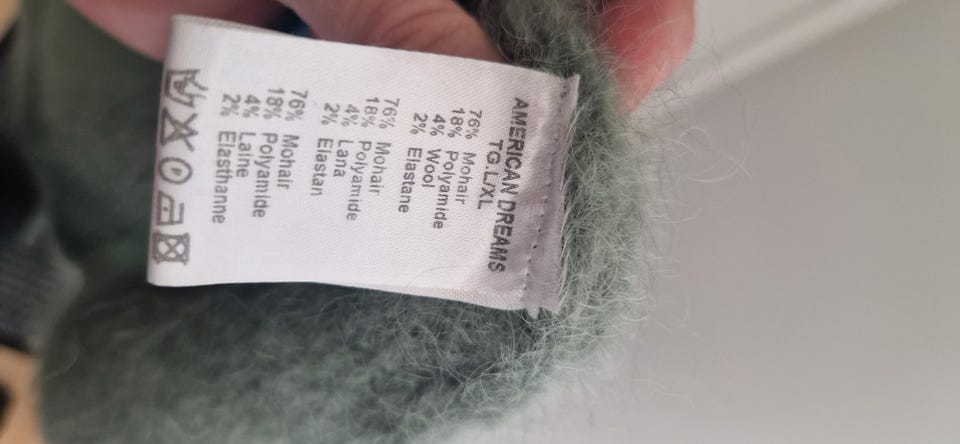 AMERICAN DREAMS
TG.L/XL
76% Mohair
18% Polyamide
4% Wool
2% Elastane
76% Mohair
18% Polyamide
4% Lana
2% Elastan
76% Mohair
18% Polyamide
4% Laine
2% Elasthanne